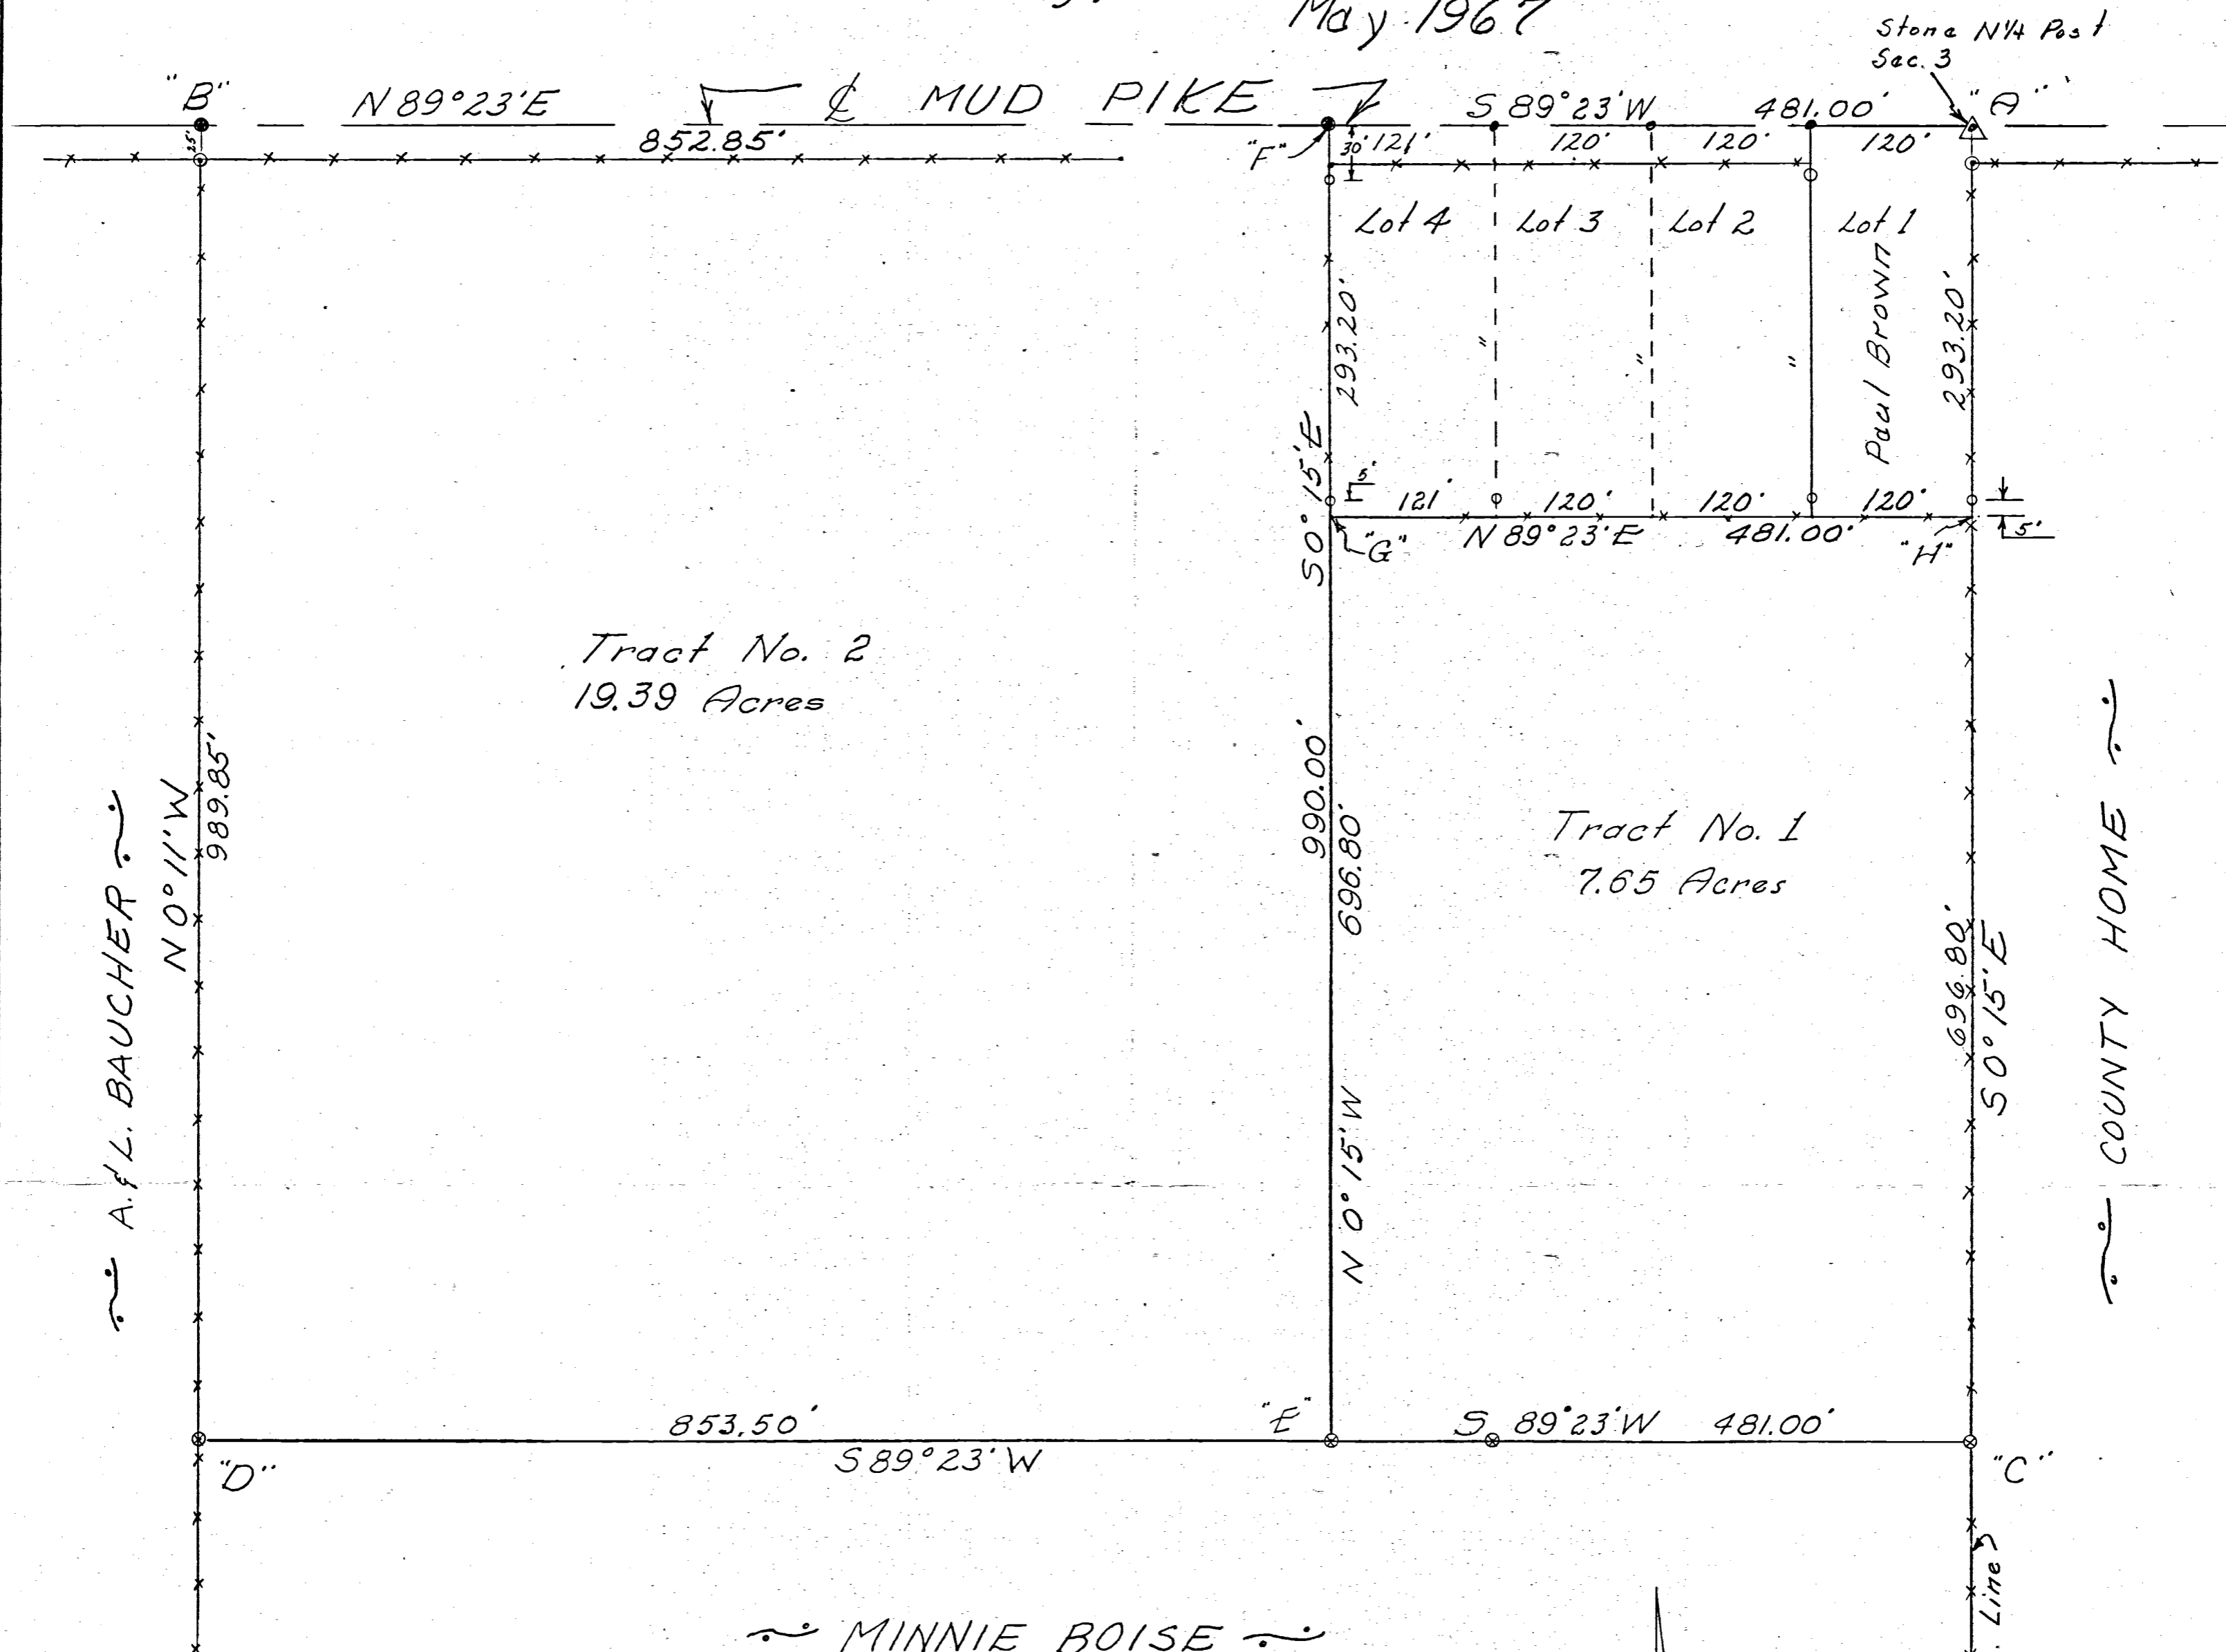 May 1967
Stone N 1/4 Post
Sec. 3
"B"
N 89°23'E
℄ MUD PIKE
S 89°23'W
481.00'
"A"
25'
852.85'
"F"
30'
121'
120'
120'
120'
Lot 4
Lot 3
Lot 2
Lot 1
Paul Brown
293.20'
"
"
"
293.20'
S 0° 15' E
5'
121'
120'
120'
120'
"G"
N 89° 23' E
481.00'
"H"
5'
Tract No. 2
19.39 Acres
Tract No. 1
7.65 Acres
A. & L. BAUCHER
N 0° 11' W
989.85'
990.00'
696.80'
N 0° 15' W
696.80'
S 0° 15' E
COUNTY HOME
853.50'
S 89° 23' W
"E"
S 89° 23' W 481.00'
"D"
"C"
Line
MINNIE BOISE